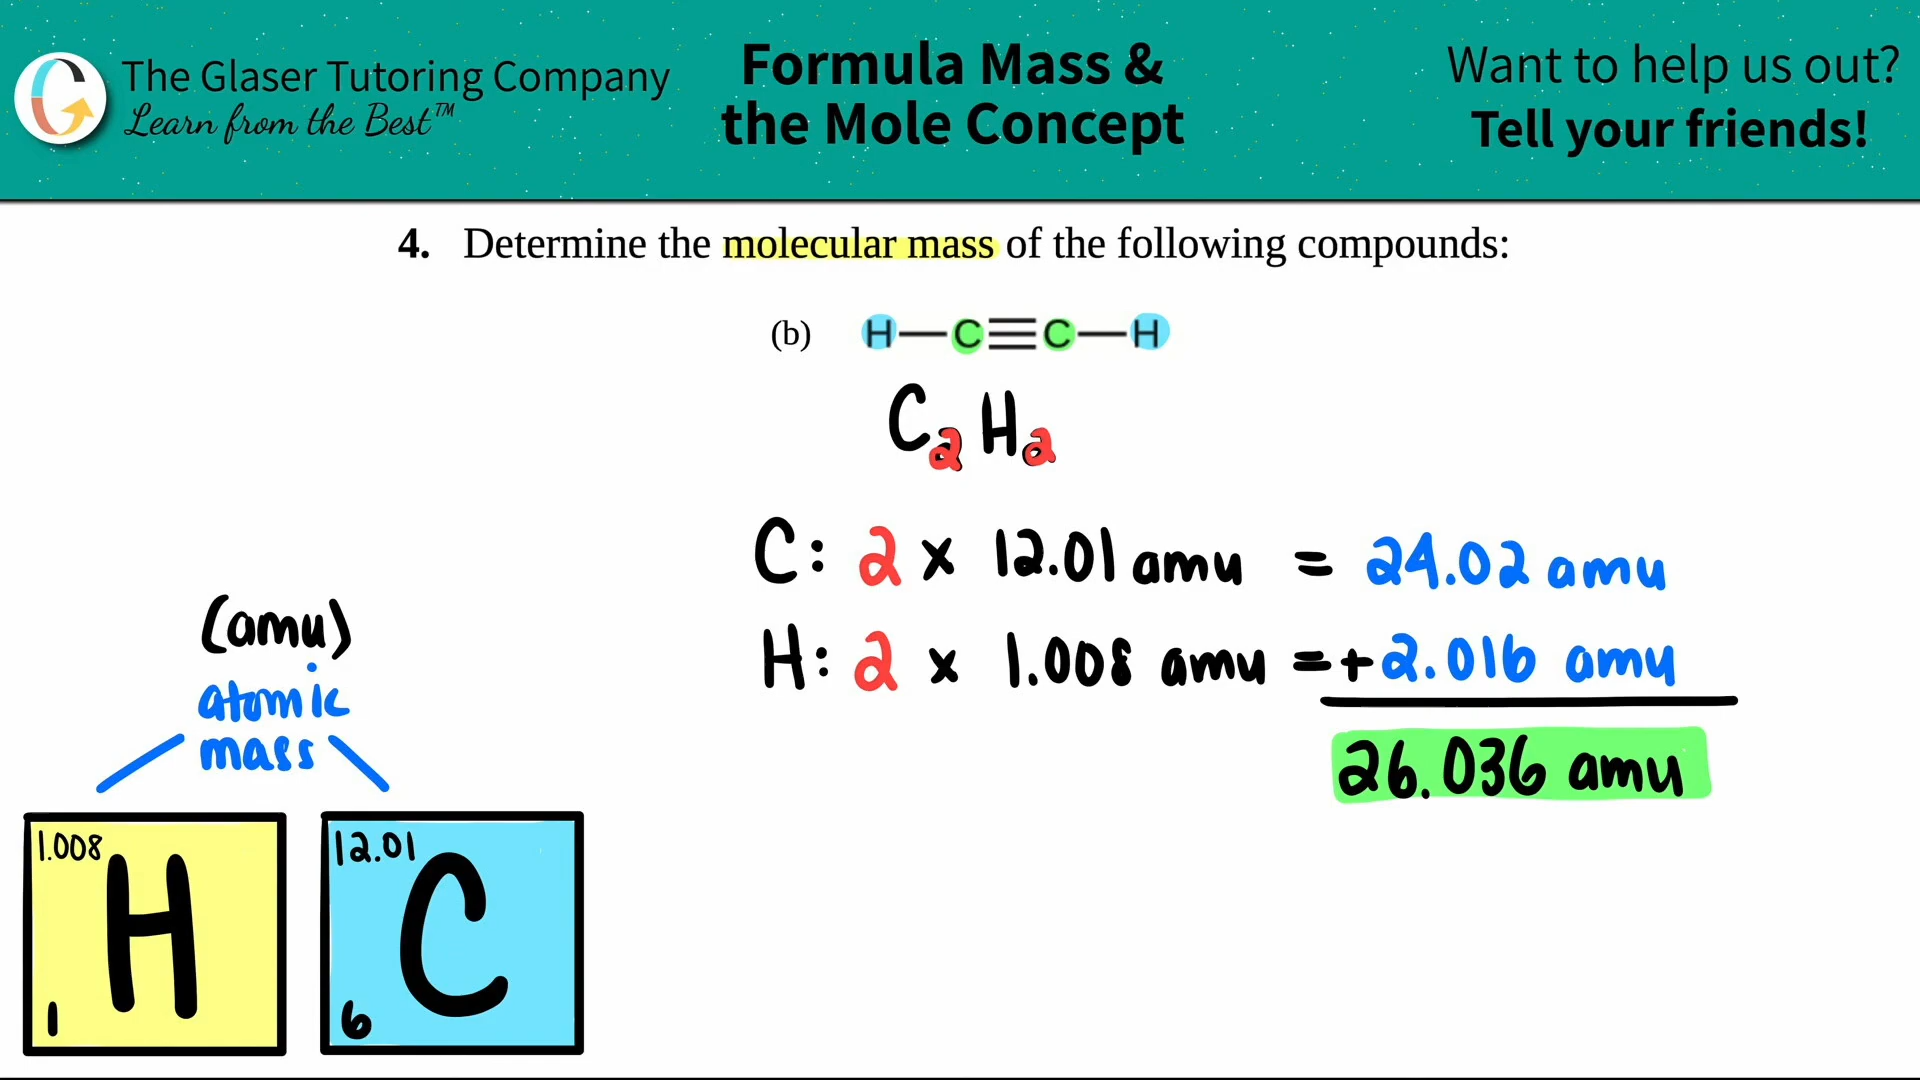 The Glaser Tutoring Company
Learn from the Best™
Formula Mass &
the Mole Concept
Want to help us out?
Tell your friends!
4. Determine the molecular mass of the following compounds:
(b) H—C≡C—H
C₂H₂
C: 2 x 12.01 amu = 24.02 amu
H: 2 x 1.008 amu = + 2.016 amu
26.036 amu
(amu)
atomic
mass
1.008
H
1
12.01
C
6